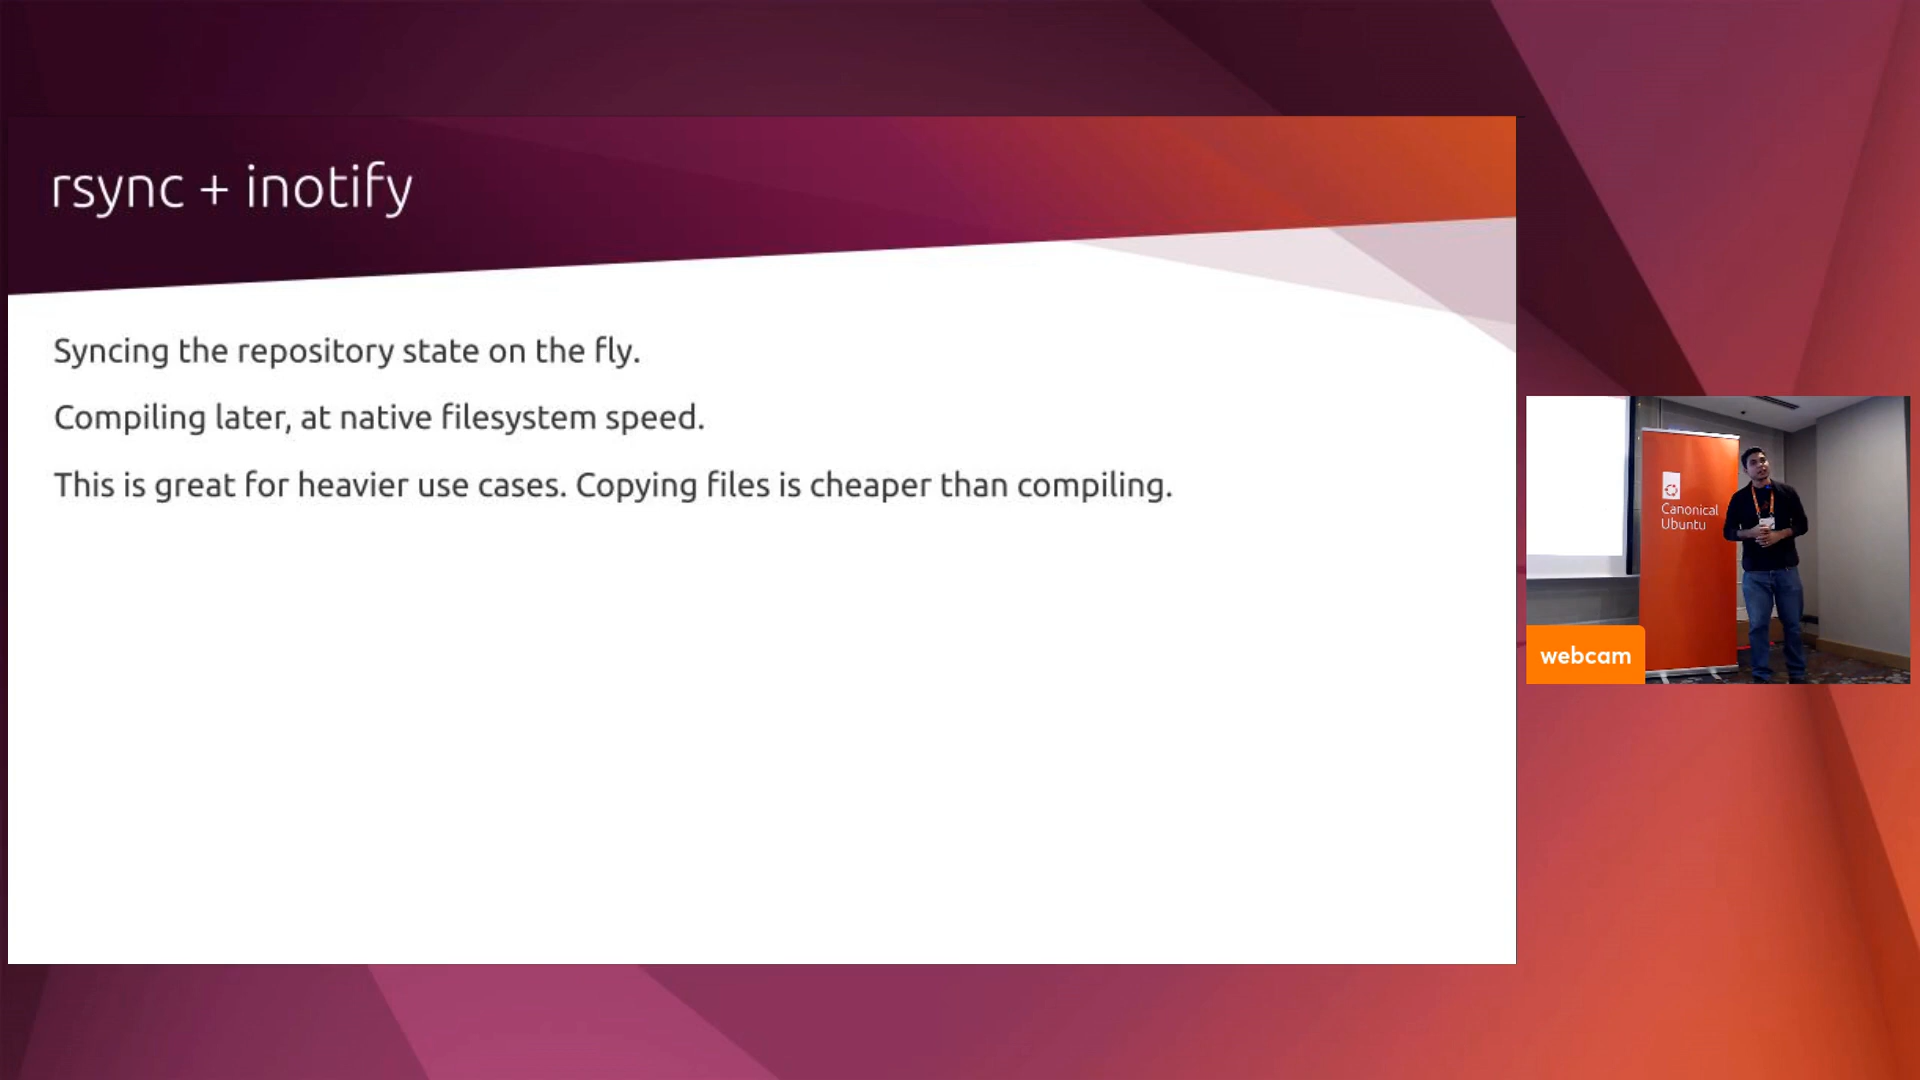 rsync + inotify
Syncing the repository state on the fly.
Compiling later, at native filesystem speed.
This is great for heavier use cases. Copying files is cheaper than compiling.
Canonical
Ubuntu
webcam